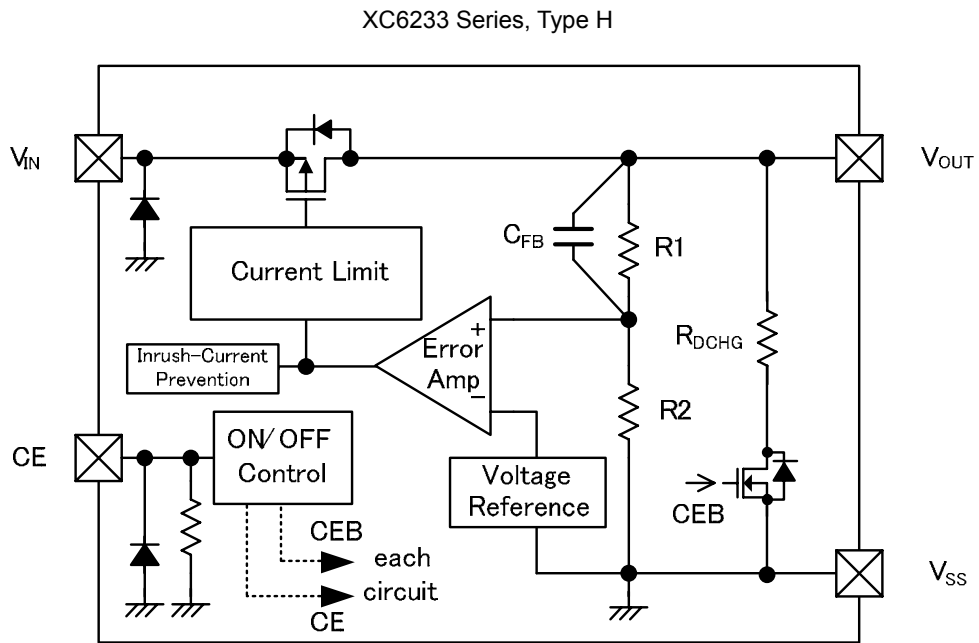 XC6233 Series, Type H
VIN
VOUT
Current Limit
CFB
R1
Inrush-Current
Prevention
+
Error
Amp
−
RDCHG
R2
CE
ON/OFF
Control
Voltage
Reference
CEB
CEB
each
circuit
CE
VSS